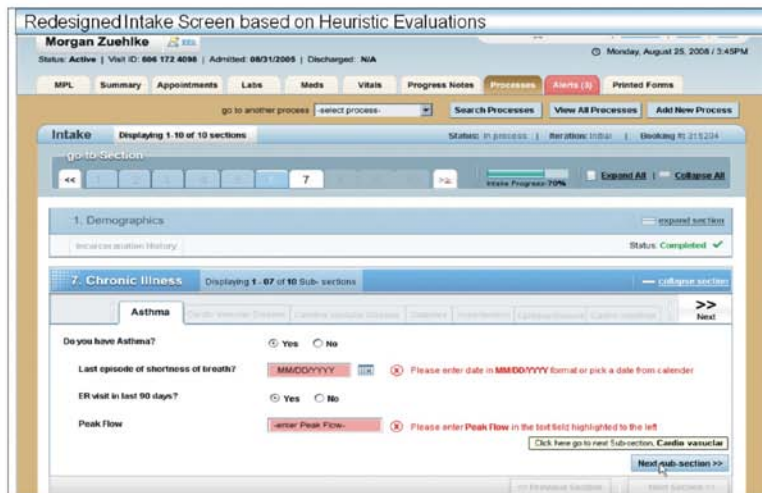 Redesigned Intake Screen based on Heuristic Evaluations
Morgan Zuehlke
Status: Active | Visit ID: 606 172 4098 | Admitted: 08/31/2005 | Discharged: N/A
Monday, August 25, 2008 / 3:45PM
MPL Summary Appointments Labs Meds Vitals Progress Notes Processes Alerts (3) Printed Forms
go to another process -select process- Search Processes View All Processes Add New Process
Intake Displaying 1-10 of 10 sections Status: In process | Iteration: Initial | Booking #: 215204
go to Section
<< 1 2 3 4 5 6 7 >> Intake Progress: 70% Expand All | Collapse All
1. Demographics expand section
Incarceration History Status: Completed
7. Chronic Illness Displaying 1 - 07 of 10 Sub- sections collapse section
Asthma >>
Next
Do you have Asthma? Yes No
Last episode of shortness of breath? MM/DD/YYYY Please enter date in MM/DD/YYYY format or pick a date from calender
ER visit in last 90 days? Yes No
Peak Flow -enter Peak Flow- Please enter Peak Flow in the text field highlighted to the left
Click here go to next Sub-section, Cardio vasuclar
Next sub-section >>
<< Previous Section Next Section >>